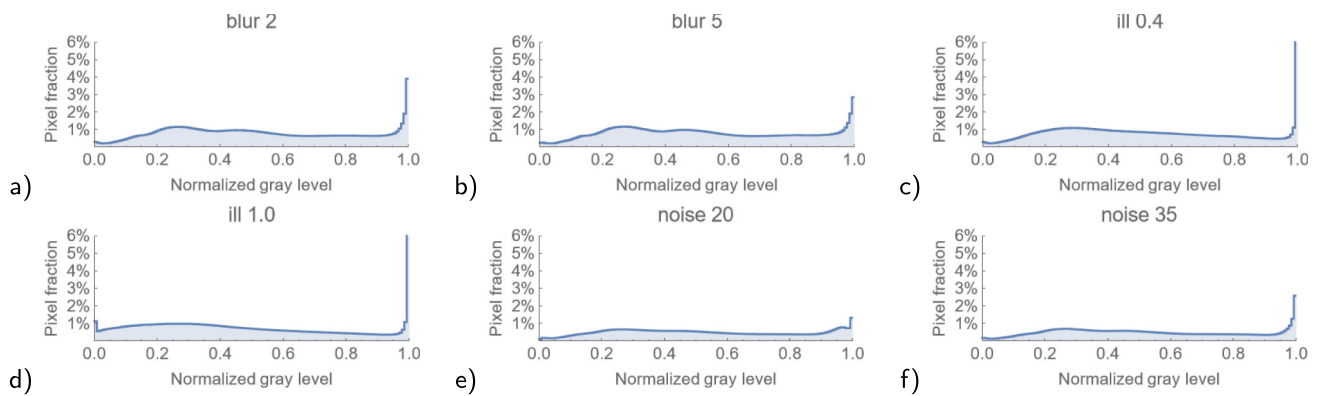 blur 2
6%
5%
4%
3%
2%
1%
Pixel fraction
0.0 0.2 0.4 0.6 0.8 1.0
Normalized gray level
a)
blur 5
6%
5%
4%
3%
2%
1%
Pixel fraction
0.0 0.2 0.4 0.6 0.8 1.0
Normalized gray level
b)
ill 0.4
6%
5%
4%
3%
2%
1%
Pixel fraction
0.0 0.2 0.4 0.6 0.8 1.0
Normalized gray level
c)
ill 1.0
6%
5%
4%
3%
2%
1%
Pixel fraction
0.0 0.2 0.4 0.6 0.8 1.0
Normalized gray level
d)
noise 20
6%
5%
4%
3%
2%
1%
Pixel fraction
0.0 0.2 0.4 0.6 0.8 1.0
Normalized gray level
e)
noise 35
6%
5%
4%
3%
2%
1%
Pixel fraction
0.0 0.2 0.4 0.6 0.8 1.0
Normalized gray level
f)